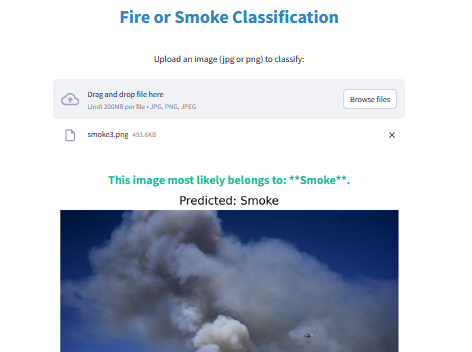 Fire or Smoke Classification
Upload an image (jpg or png) to classify:
Drag and drop file here
Limit 200MB per file • JPG, PNG, JPEG
Browse files
smoke3.png 493.6KB
This image most likely belongs to: **Smoke**.
Predicted: Smoke